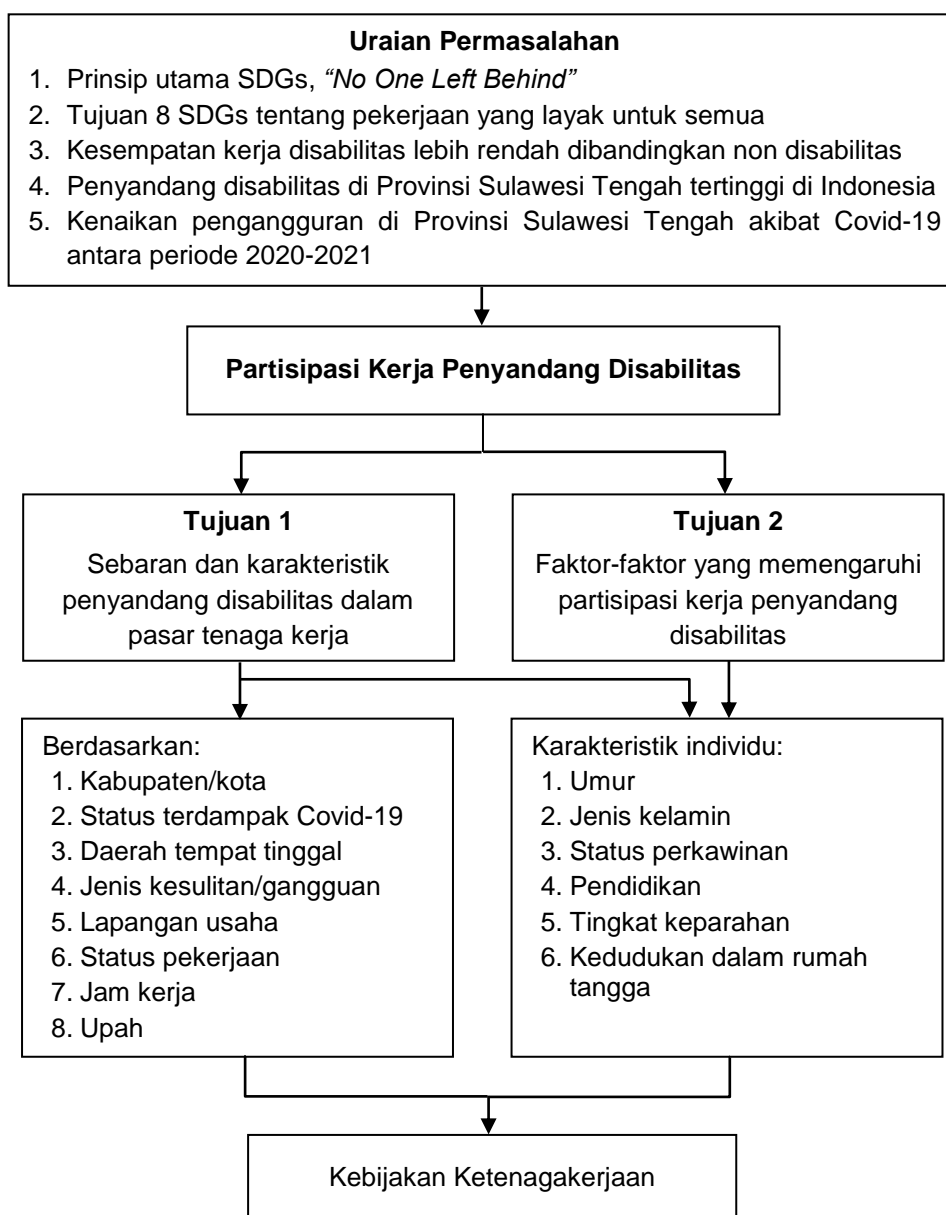 Uraian Permasalahan
1. Prinsip utama SDGs, “No One Left Behind”
2. Tujuan 8 SDGs tentang pekerjaan yang layak untuk semua
3. Kesempatan kerja disabilitas lebih rendah dibandingkan non disabilitas
4. Penyandang disabilitas di Provinsi Sulawesi Tengah tertinggi di Indonesia
5. Kenaikan pengangguran di Provinsi Sulawesi Tengah akibat Covid-19
antara periode 2020-2021
Partisipasi Kerja Penyandang Disabilitas
Tujuan 1
Sebaran dan karakteristik
penyandang disabilitas dalam
pasar tenaga kerja
Tujuan 2
Faktor-faktor yang memengaruhi
partisipasi kerja penyandang
disabilitas
Berdasarkan:
1. Kabupaten/kota
2. Status terdampak Covid-19
3. Daerah tempat tinggal
4. Jenis kesulitan/gangguan
5. Lapangan usaha
6. Status pekerjaan
7. Jam kerja
8. Upah
Karakteristik individu:
1. Umur
2. Jenis kelamin
3. Status perkawinan
4. Pendidikan
5. Tingkat keparahan
6. Kedudukan dalam rumah
tangga
Kebijakan Ketenagakerjaan